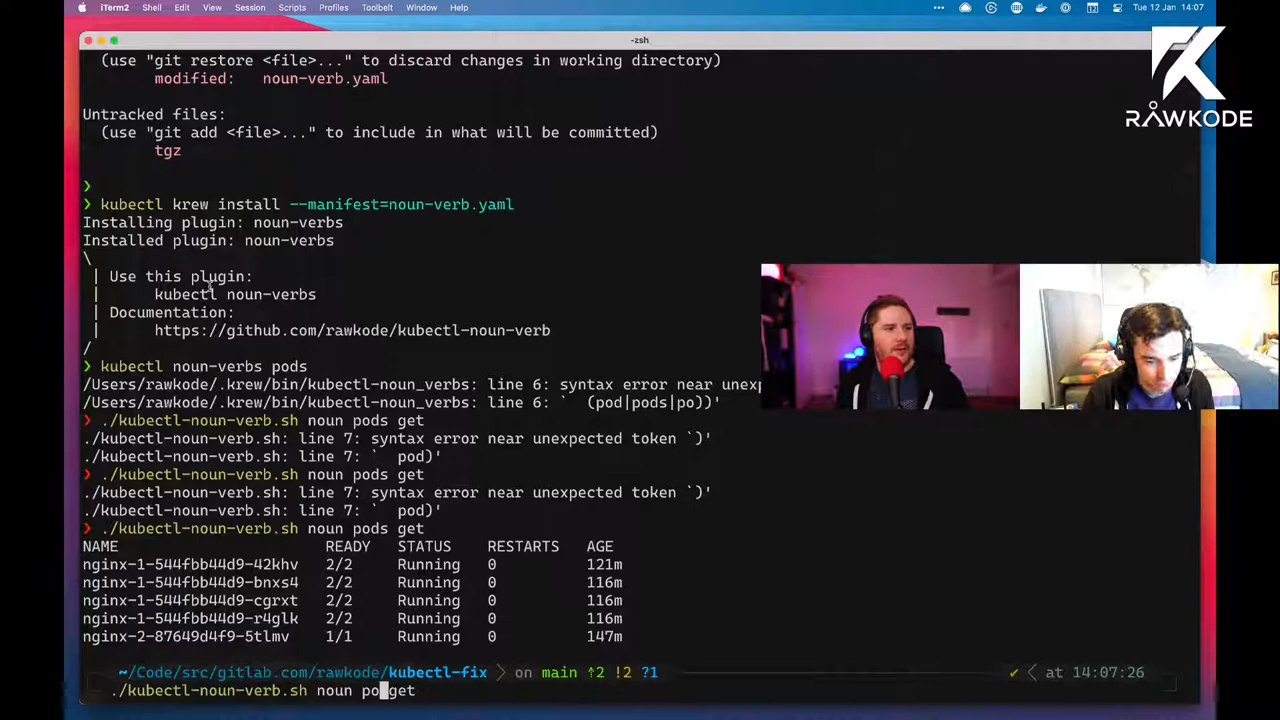 iTerm2 Shell Edit View Session Scripts Profiles Toolbelt Window Help
Tue 12 Jan 14:07
-zsh
RAWKODE
(use "git restore <file>..." to discard changes in working directory)
modified: noun-verb.yaml
Untracked files:
(use "git add <file>..." to include in what will be committed)
tgz
❯
❯ kubectl krew install --manifest=noun-verb.yaml
Installing plugin: noun-verbs
Installed plugin: noun-verbs
\
| Use this plugin:
| kubectl noun-verbs
| Documentation:
| https://github.com/rawkode/kubectl-noun-verb
/
❯ kubectl noun-verbs pods
/Users/rawkode/.krew/bin/kubectl-noun_verbs: line 6: syntax error near unexp
/Users/rawkode/.krew/bin/kubectl-noun_verbs: line 6: `  (pod|pods|po))'
❯ ./kubectl-noun-verb.sh noun pods get
./kubectl-noun-verb.sh: line 7: syntax error near unexpected token `)'
./kubectl-noun-verb.sh: line 7: `  pod)'
❯ ./kubectl-noun-verb.sh noun pods get
./kubectl-noun-verb.sh: line 7: syntax error near unexpected token `)'
./kubectl-noun-verb.sh: line 7: `  pod)'
❯ ./kubectl-noun-verb.sh noun pods get
NAME READY STATUS RESTARTS AGE
nginx-1-544fbb44d9-42khv 2/2 Running 0 121m
nginx-1-544fbb44d9-bnxs4 2/2 Running 0 116m
nginx-1-544fbb44d9-cgrxt 2/2 Running 0 116m
nginx-1-544fbb44d9-r4glk 2/2 Running 0 116m
nginx-2-87649d4f9-5tlmv 1/1 Running 0 147m
~/Code/src/gitlab.com/rawkode/kubectl-fix on main ⇡2 !2 ?1 ✔ at 14:07:26
./kubectl-noun-verb.sh noun po get